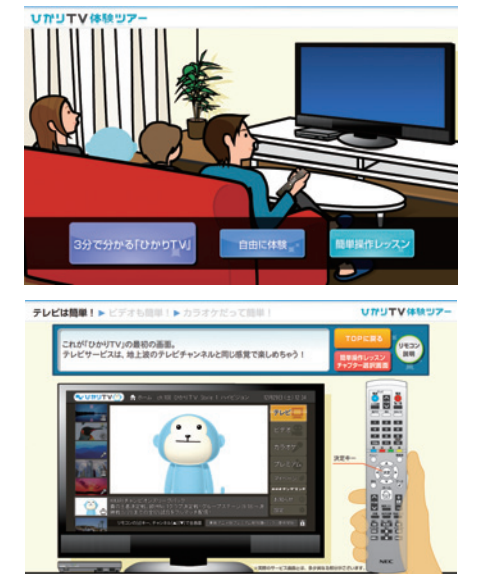 ひかりTV体験ツアー
3分で分かる「ひかりTV」
自由に体験
簡単操作レッスン
テレビは簡単！ ▶ ビデオも簡単！ ▶ カラオケだって簡単！
ひかりTV体験ツアー
これが「ひかりTV」の最初の画面。
テレビサービスは、地上波のテレビチャンネルと同じ感覚で楽しめちゃう！
TOPに戻る
簡単操作レッスン
チャプター選択画面
リモコン
説明
ひかりTV
ホーム
テレビ
ビデオ
カラオケ
プレミアム
決定キー
NEC